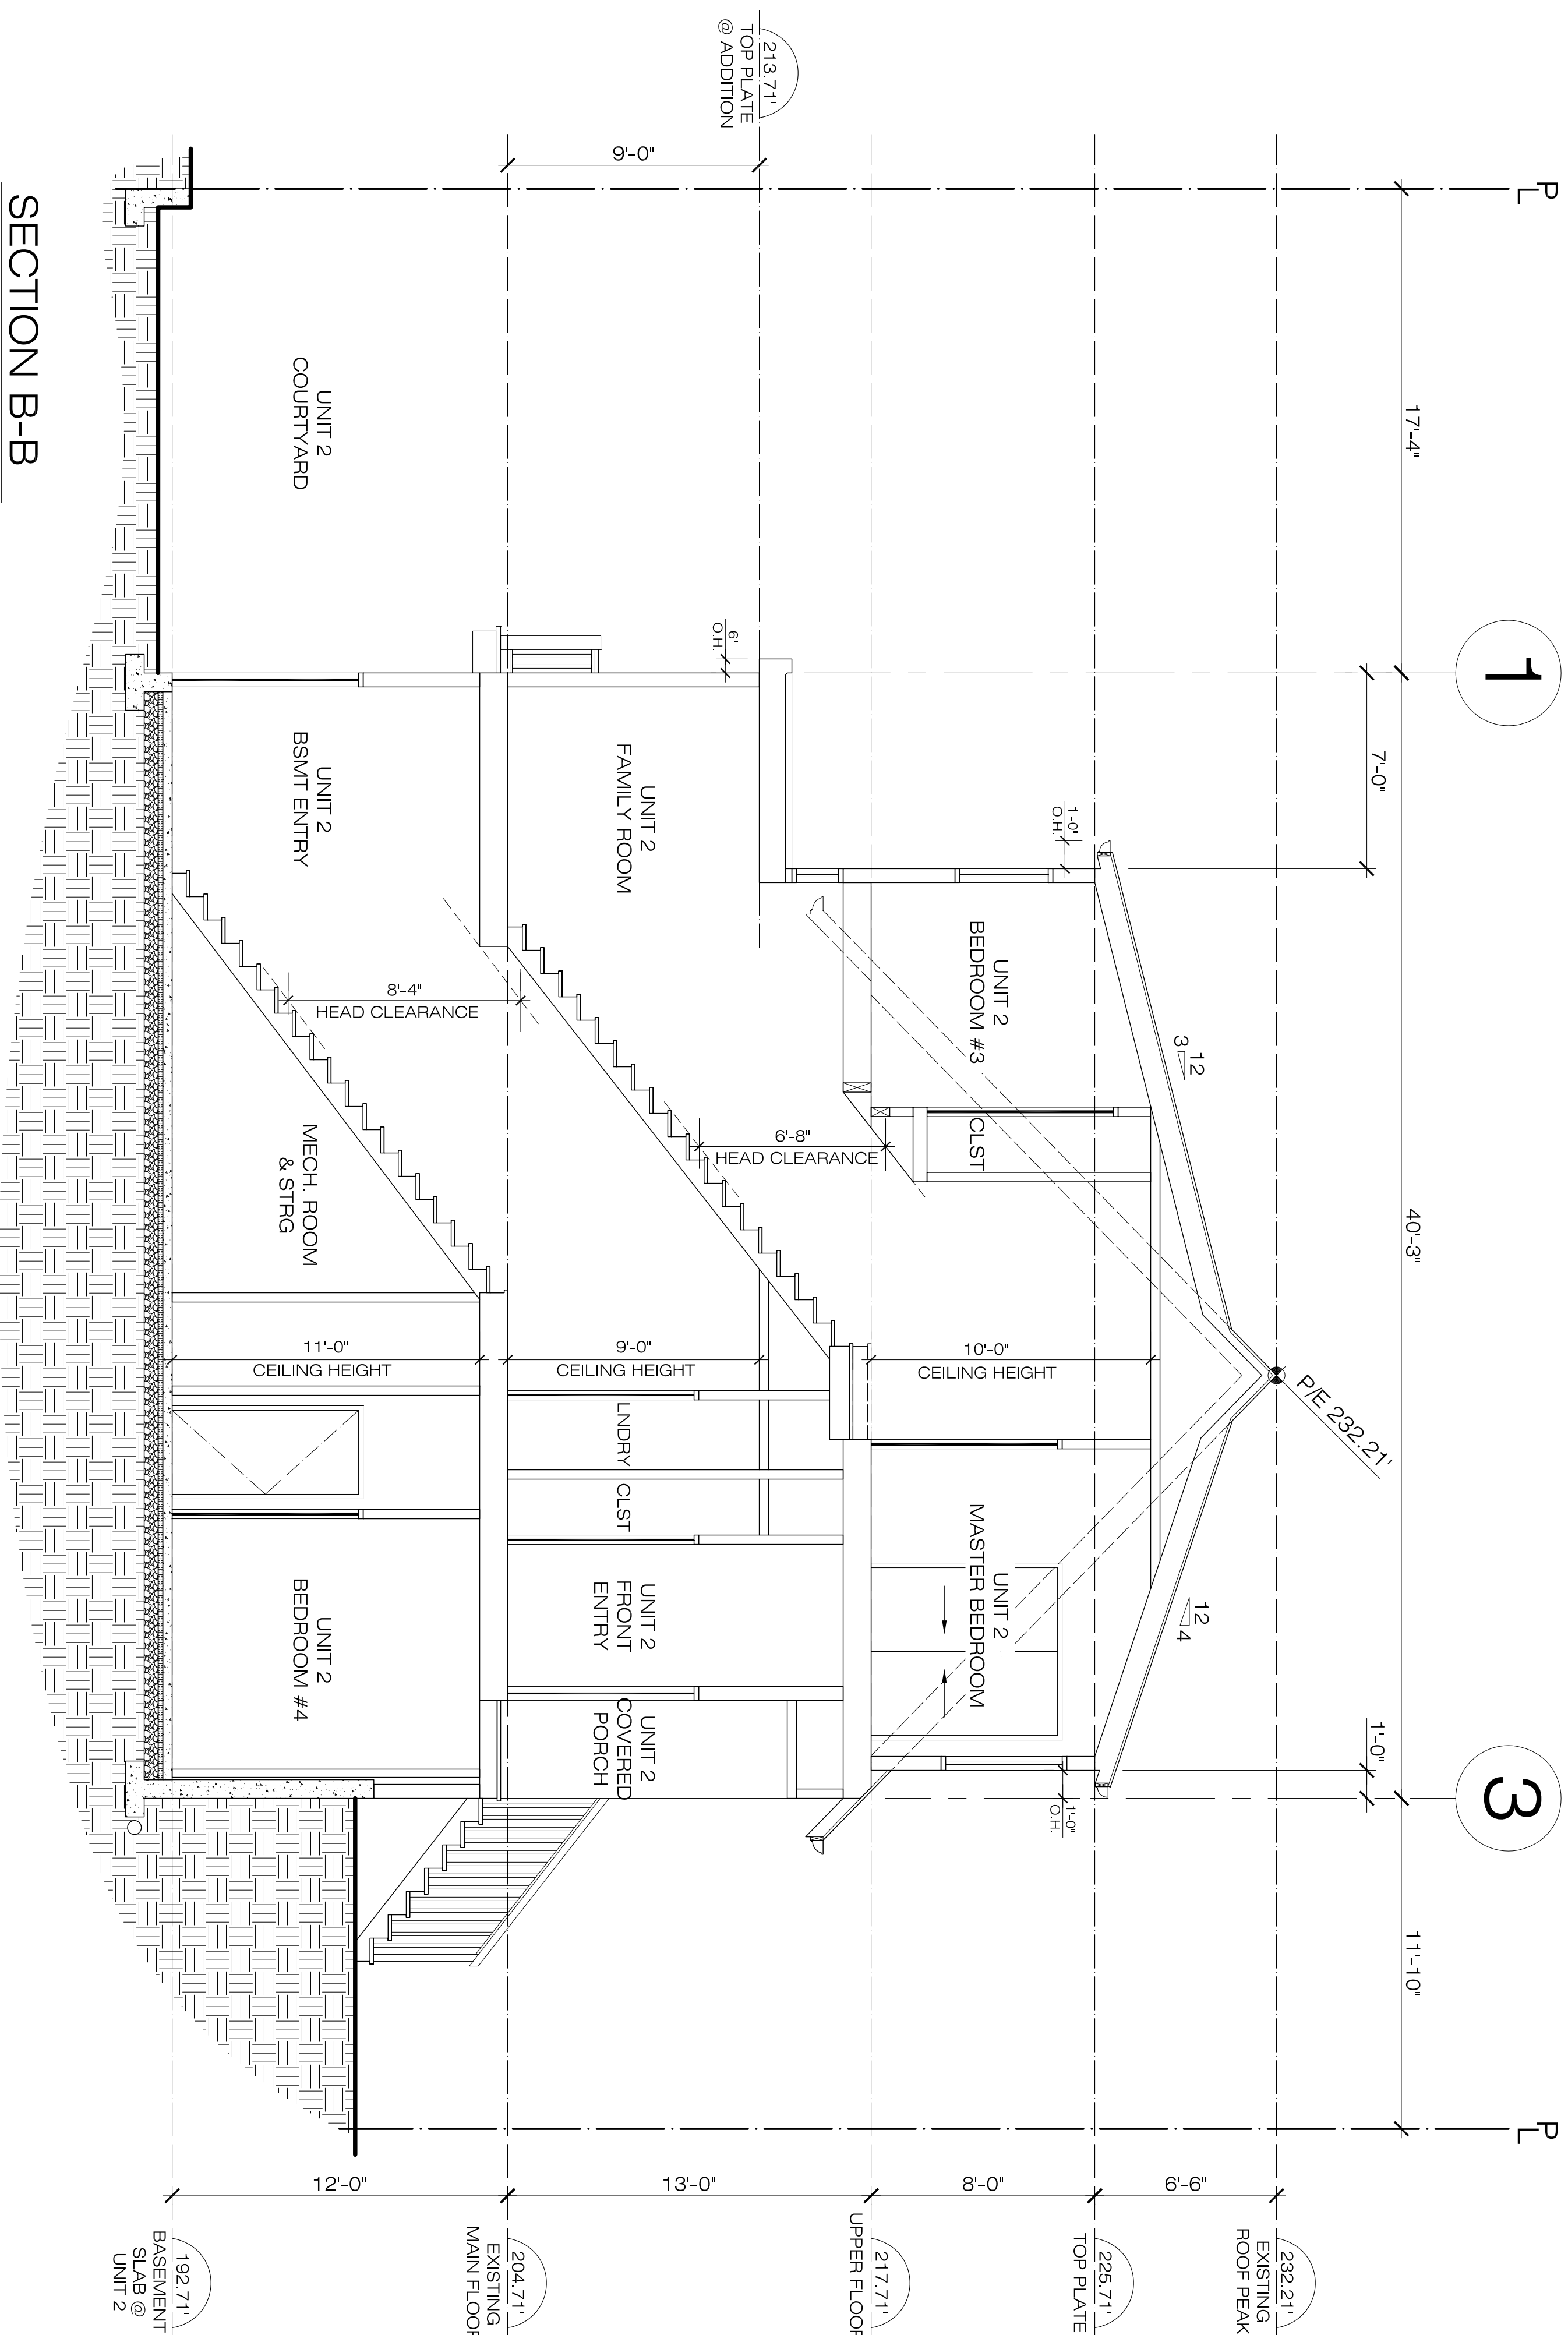 P
L
1
3
P
L
17'-4"
40'-3"
11'-10"
7'-0"
1'-0"
232.21'
EXISTING
ROOF PEAK
6'-6"
P/E 232.21'
225.71'
TOP PLATE
8'-0"
12
3
12
4
1'-0"
O.H.
1'-0"
O.H.
UNIT 2
BEDROOM #3
CLST
10'-0"
CEILING HEIGHT
UNIT 2
MASTER BEDROOM
217.71'
UPPER FLOOR
13'-0"
6'-8"
HEAD CLEARANCE
213.71'
TOP PLATE
@ ADDITION
9'-0"
6"
O.H.
UNIT 2
FAMILY ROOM
9'-0"
CEILING HEIGHT
LNDRY
CLST
UNIT 2
FRONT
ENTRY
UNIT 2
COVERED
PORCH
204.71'
EXISTING
MAIN FLOOR
12'-0"
8'-4"
HEAD CLEARANCE
UNIT 2
COURTYARD
UNIT 2
BSMT ENTRY
MECH. ROOM
& STRG
11'-0"
CEILING HEIGHT
UNIT 2
BEDROOM #4
192.71'
BASEMENT
SLAB @
UNIT 2
SECTION B-B